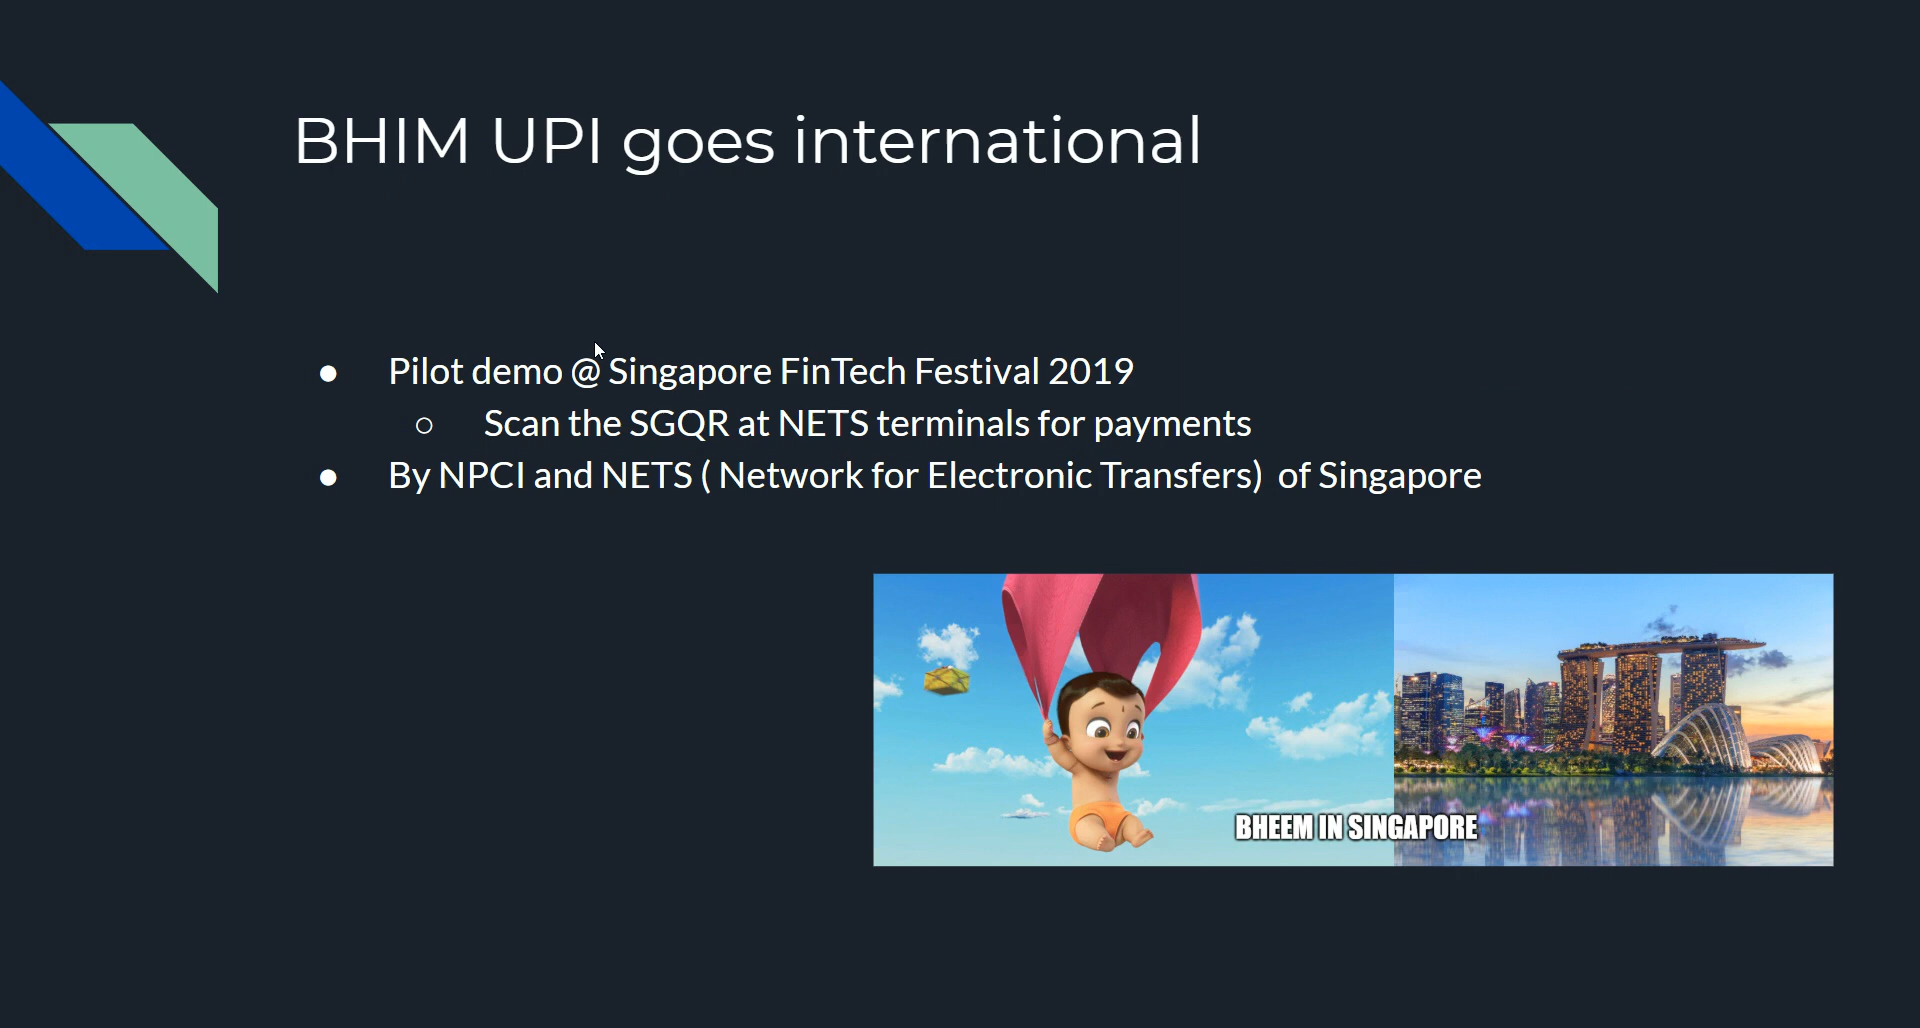 BHIM UPI goes international
● Pilot demo @ Singapore FinTech Festival 2019
○ Scan the SGQR at NETS terminals for payments
● By NPCI and NETS ( Network for Electronic Transfers)  of Singapore
BHEEM IN SINGAPORE